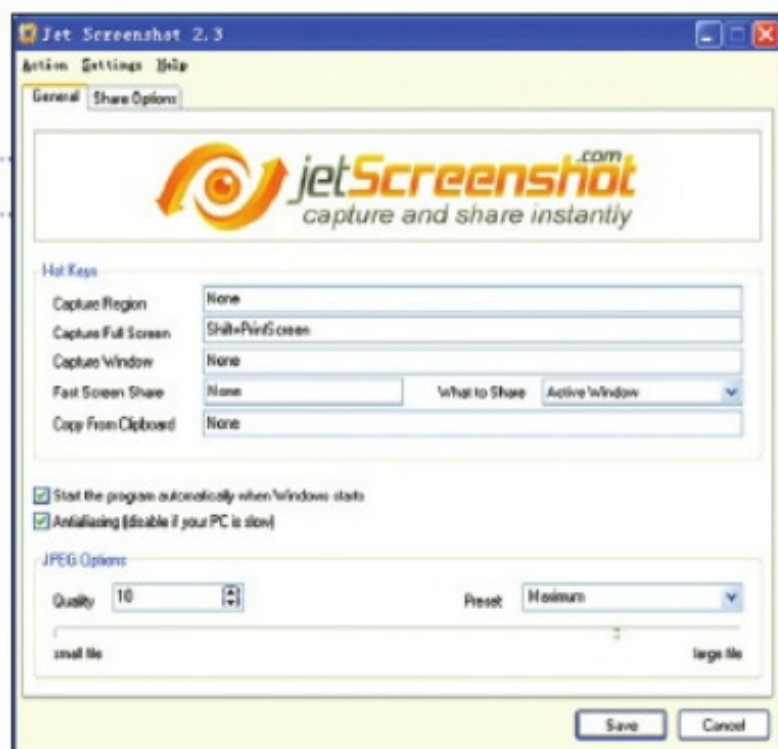 Jet Screenshot 2.3
Action Settings Help
General Share Options
jetScreenshot.com
capture and share instantly
Hot Keys
Capture Region None
Capture Full Screen Shift+PrintScreen
Capture Window None
Fast Screen Share None What to Share Active Window
Copy From Clipboard None
Start the program automatically when Windows starts
Antialiasing (disable if your PC is slow)
JPEG Options
Quality 10 Preset Maximum
small file large file
Save Cancel